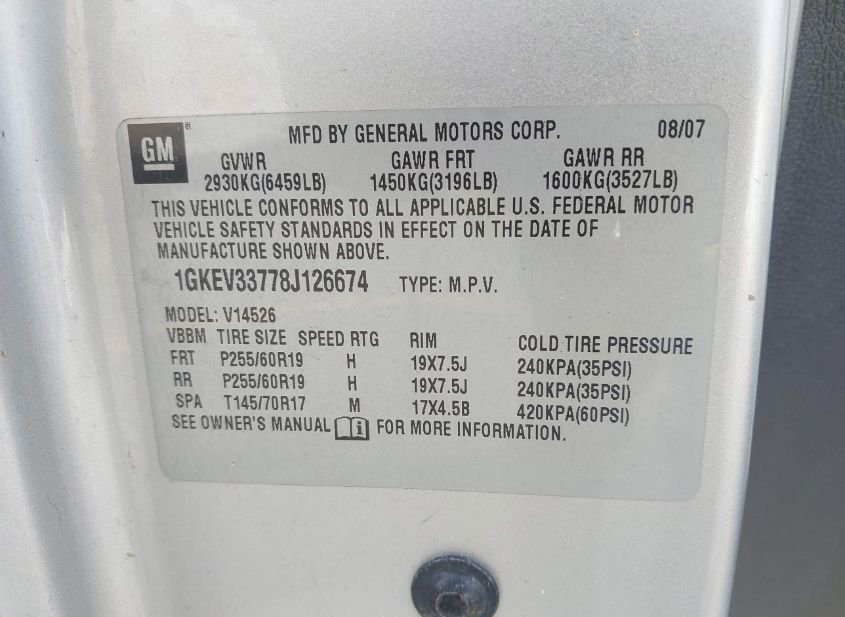 GM ® MFD BY GENERAL MOTORS CORP. 08/07
GVWR GAWR FRT GAWR RR
2930KG(6459LB) 1450KG(3196LB) 1600KG(3527LB)
THIS VEHICLE CONFORMS TO ALL APPLICABLE U.S. FEDERAL MOTOR
VEHICLE SAFETY STANDARDS IN EFFECT ON THE DATE OF
MANUFACTURE SHOWN ABOVE.
1GKEV33778J126674 TYPE: M.P.V.
MODEL: V14526
VBBM TIRE SIZE SPEED RTG RIM COLD TIRE PRESSURE
FRT P255/60R19 H 19X7.5J 240KPA(35PSI)
RR P255/60R19 H 19X7.5J 240KPA(35PSI)
SPA T145/70R17 M 17X4.5B 420KPA(60PSI)
SEE OWNER'S MANUAL i FOR MORE INFORMATION.